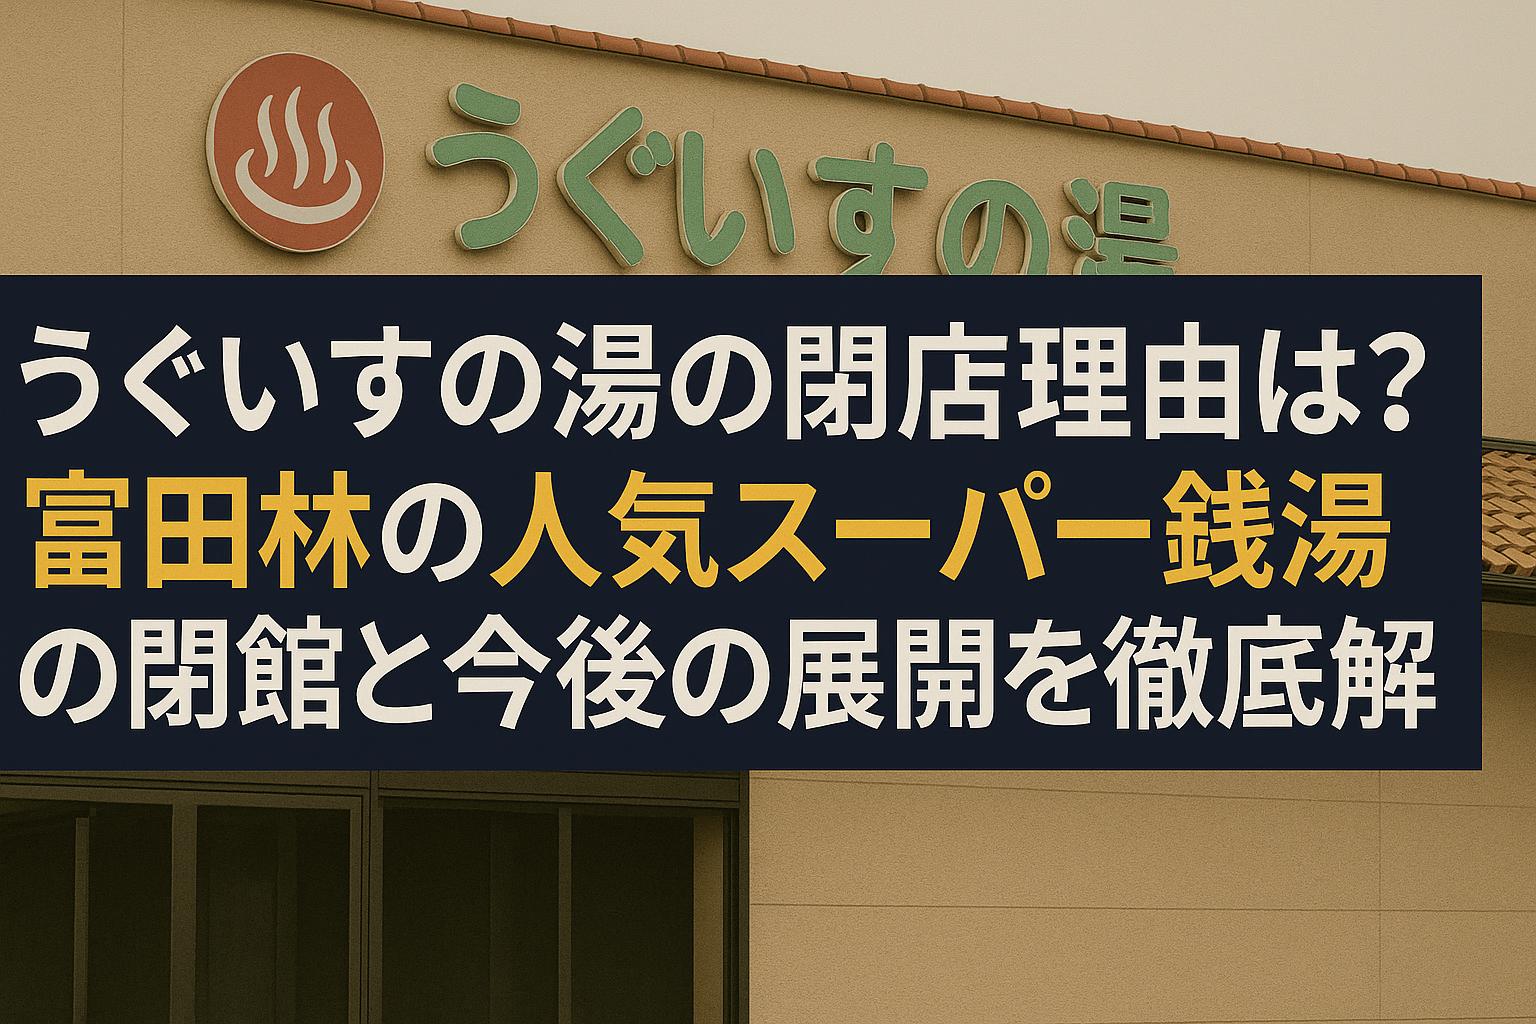 うぐいすの湯
うぐいすの湯の閉店理由は？
富田林の人気スーパー銭湯
の閉館と今後の展開を徹底解